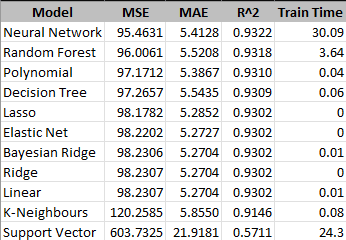 Model MSE MAE R^2 Train Time
Neural Network 95.4631 5.4128 0.9322 30.09
Random Forest 96.0061 5.5208 0.9318 3.64
Polynomial 97.1712 5.3867 0.9310 0.04
Decision Tree 97.2657 5.5435 0.9309 0.06
Lasso 98.1782 5.2852 0.9302 0
Elastic Net 98.2202 5.2727 0.9302 0
Bayesian Ridge 98.2306 5.2704 0.9302 0.01
Ridge 98.2307 5.2704 0.9302 0
Linear 98.2307 5.2704 0.9302 0.01
K-Neighbours 120.2585 5.8550 0.9146 0.08
Support Vector 603.7325 21.9181 0.5711 24.3